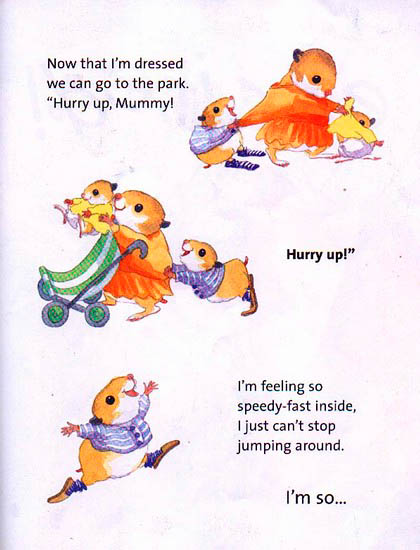 Now that I'm dressed
we can go to the park.
"Hurry up, Mummy!
Hurry up!"
I'm feeling so
speedy-fast inside,
I just can't stop
jumping around.
I'm so...